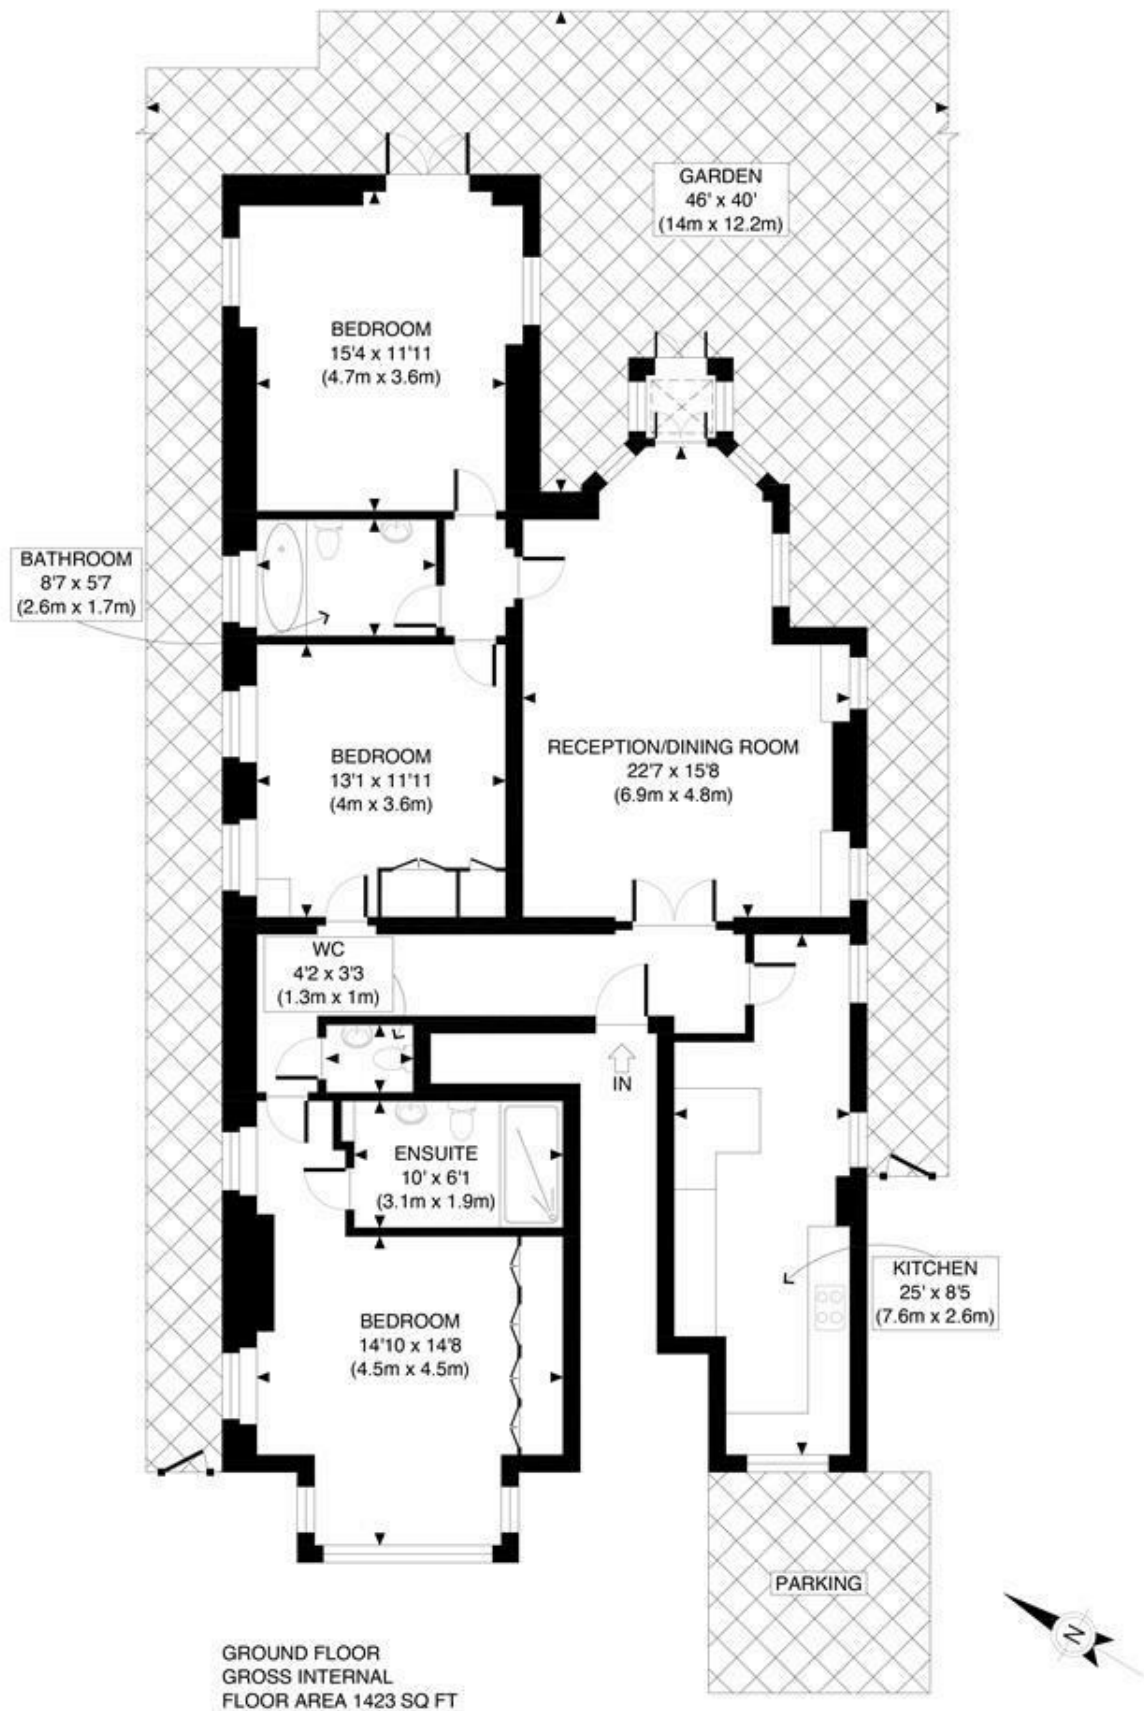 GARDEN
46' x 40'
(14m x 12.2m)
BEDROOM
15'4 x 11'11
(4.7m x 3.6m)
BATHROOM
8'7 x 5'7
(2.6m x 1.7m)
BEDROOM
13'1 x 11'11
(4m x 3.6m)
RECEPTION/DINING ROOM
22'7 x 15'8
(6.9m x 4.8m)
WC
4'2 x 3'3
(1.3m x 1m)
IN
ENSUITE
10' x 6'1
(3.1m x 1.9m)
KITCHEN
25' x 8'5
(7.6m x 2.6m)
BEDROOM
14'10 x 14'8
(4.5m x 4.5m)
PARKING
N
GROUND FLOOR
GROSS INTERNAL
FLOOR AREA 1423 SQ FT